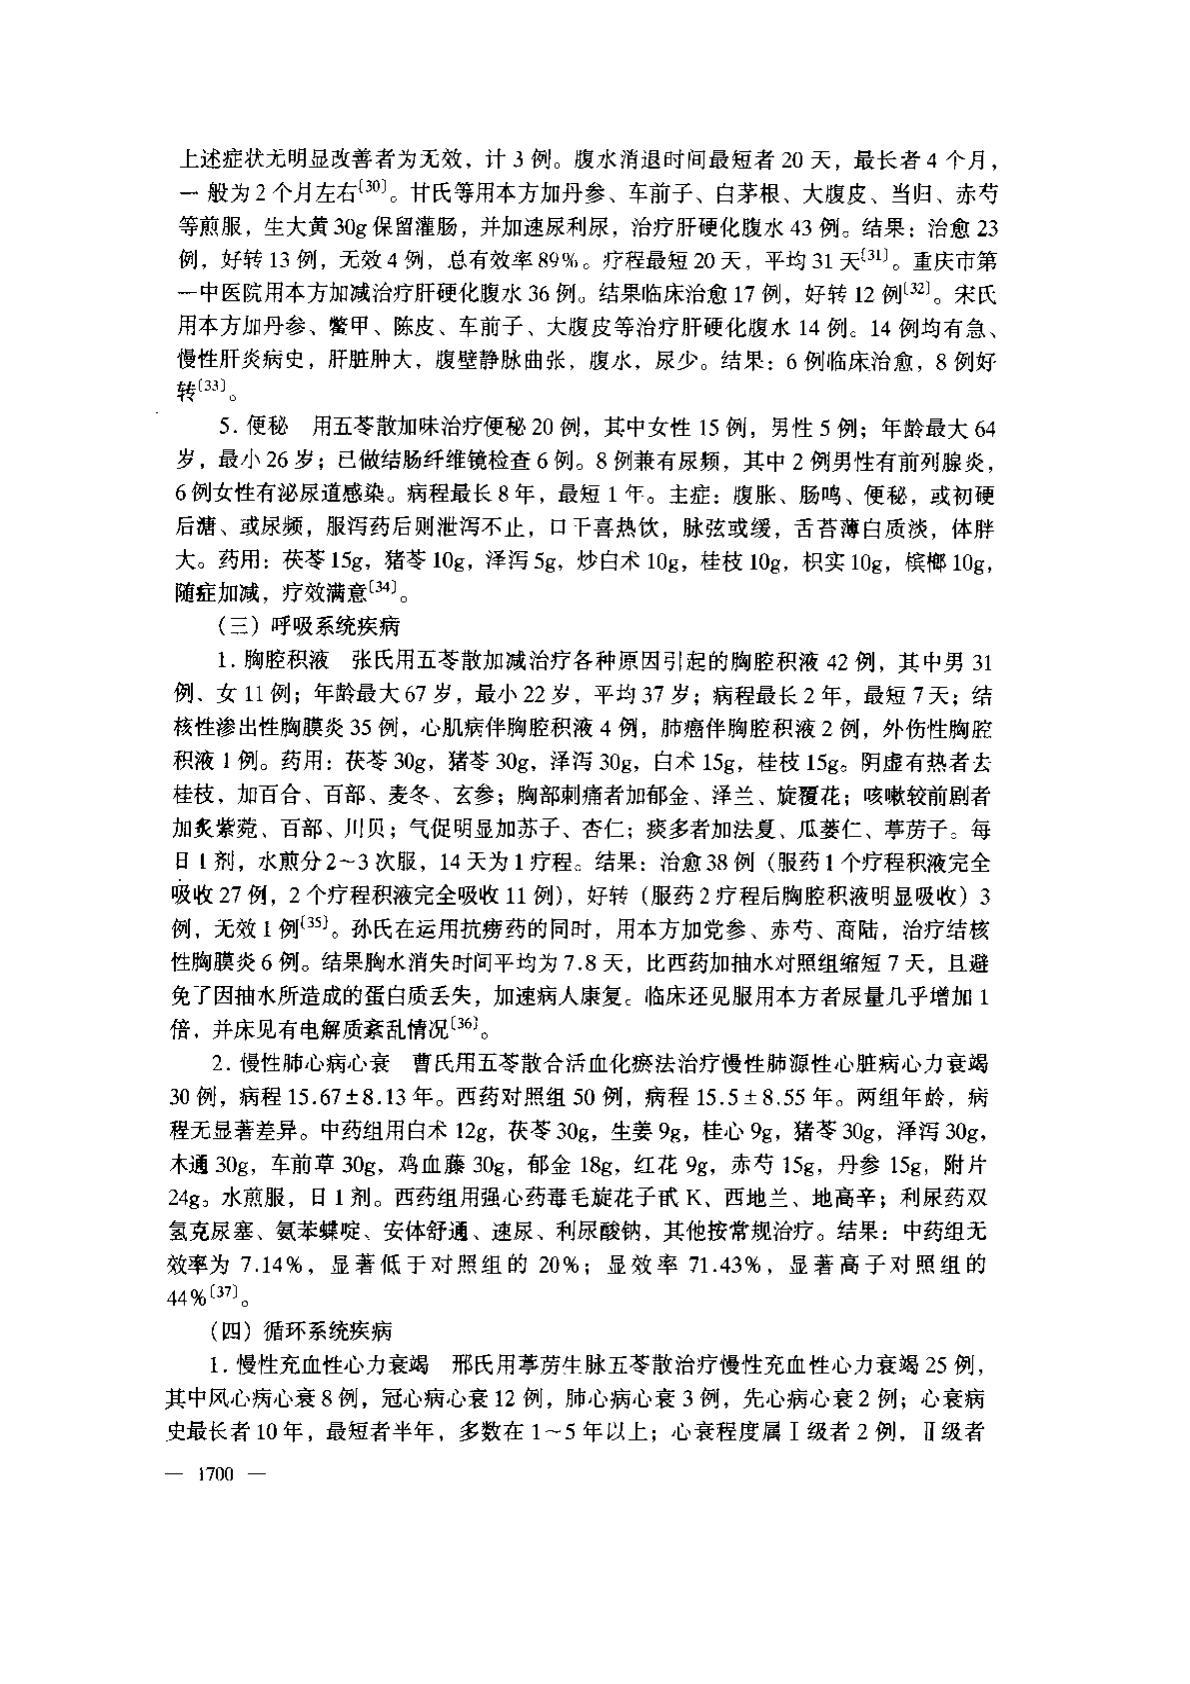 上述症状无明显改善者为无效，计 3 例。腹水消退时间最短者 20 天，最长者 4 个月，
一般为 2 个月左右〔30〕。甘氏等用本方加丹参、车前子、白茅根、大腹皮、当归、赤芍
等煎服，生大黄 30g 保留灌肠，并加速尿利尿，治疗肝硬化腹水 43 例。结果：治愈 23
例，好转 13 例，无效 4 例，总有效率 89%。疗程最短 20 天，平均 31 天〔31〕。重庆市第
一中医院用本方加减治疗肝硬化腹水 36 例。结果临床治愈 17 例，好转 12 例〔32〕。宋氏
用本方加丹参、鳖甲、陈皮、车前子、大腹皮等治疗肝硬化腹水 14 例。14 例均有急、
慢性肝炎病史，肝脏肿大，腹壁静脉曲张，腹水，尿少。结果：6 例临床治愈，8 例好
转〔33〕。
5. 便秘　用五苓散加味治疗便秘 20 例，其中女性 15 例，男性 5 例；年龄最大 64
岁，最小 26 岁；已做结肠纤维镜检查 6 例。8 例兼有尿频，其中 2 例男性有前列腺炎，
6 例女性有泌尿道感染。病程最长 8 年，最短 1 年。主症：腹胀、肠鸣、便秘，或初硬
后溏、或尿频，服泻药后则泄泻不止，口干喜热饮，脉弦或缓，舌苔薄白质淡，体胖
大。药用：茯苓 15g，猪苓 10g，泽泻 5g，炒白术 10g，桂枝 10g，枳实 10g，槟榔 10g，
随症加减，疗效满意〔34〕。
（三）呼吸系统疾病
1. 胸腔积液　张氏用五苓散加减治疗各种原因引起的胸腔积液 42 例，其中男 31
例、女 11 例；年龄最大 67 岁，最小 22 岁，平均 37 岁；病程最长 2 年，最短 7 天；结
核性渗出性胸膜炎 35 例，心肌病伴胸腔积液 4 例，肺癌伴胸腔积液 2 例，外伤性胸腔
积液 1 例。药用：茯苓 30g，猪苓 30g，泽泻 30g，白术 15g，桂枝 15g。阴虚有热者去
桂枝，加百合、百部、麦冬、玄参；胸部刺痛者加郁金、泽兰、旋覆花；咳嗽较前剧者
加炙紫菀、百部、川贝；气促明显加苏子、杏仁；痰多者加法夏、瓜蒌仁、葶苈子。每
日 1 剂，水煎分 2～3 次服，14 天为 1 疗程。结果：治愈 38 例（服药 1 个疗程积液完全
吸收 27 例，2 个疗程积液完全吸收 11 例），好转（服药 2 疗程后胸腔积液明显吸收）3
例，无效 1 例〔35〕。孙氏在运用抗痨药的同时，用本方加党参、赤芍、商陆，治疗结核
性胸膜炎 6 例。结果胸水消失时间平均为 7.8 天，比西药加抽水对照组缩短 7 天，且避
免了因抽水所造成的蛋白质丢失，加速病人康复。临床还见服用本方者尿量几乎增加 1
倍，并床见有电解质紊乱情况〔36〕。
2. 慢性肺心病心衰　曹氏用五苓散合活血化瘀法治疗慢性肺源性心脏病心力衰竭
30 例，病程 15.67±8.13 年。西药对照组 50 例，病程 15.5±8.55 年。两组年龄，病
程无显著差异。中药组用白术 12g，茯苓 30g，生姜 9g，桂心 9g，猪苓 30g，泽泻 30g，
木通 30g，车前草 30g，鸡血藤 30g，郁金 18g，红花 9g，赤芍 15g，丹参 15g，附片
24g。水煎服，日 1 剂。西药组用强心药毒毛旋花子甙 K、西地兰、地高辛；利尿药双
氢克尿塞、氨苯蝶啶、安体舒通、速尿、利尿酸钠，其他按常规治疗。结果：中药组无
效率为 7.14%，显著低于对照组的 20%；显效率 71.43%，显著高于对照组的
44%〔37〕。
（四）循环系统疾病
1. 慢性充血性心力衰竭　邢氏用葶苈生脉五苓散治疗慢性充血性心力衰竭 25 例，
其中风心病心衰 8 例，冠心病心衰 12 例，肺心病心衰 3 例，先心病心衰 2 例；心衰病
史最长者 10 年，最短者半年，多数在 1～5 年以上；心衰程度属Ⅰ级者 2 例，Ⅱ级者
— 1700 —